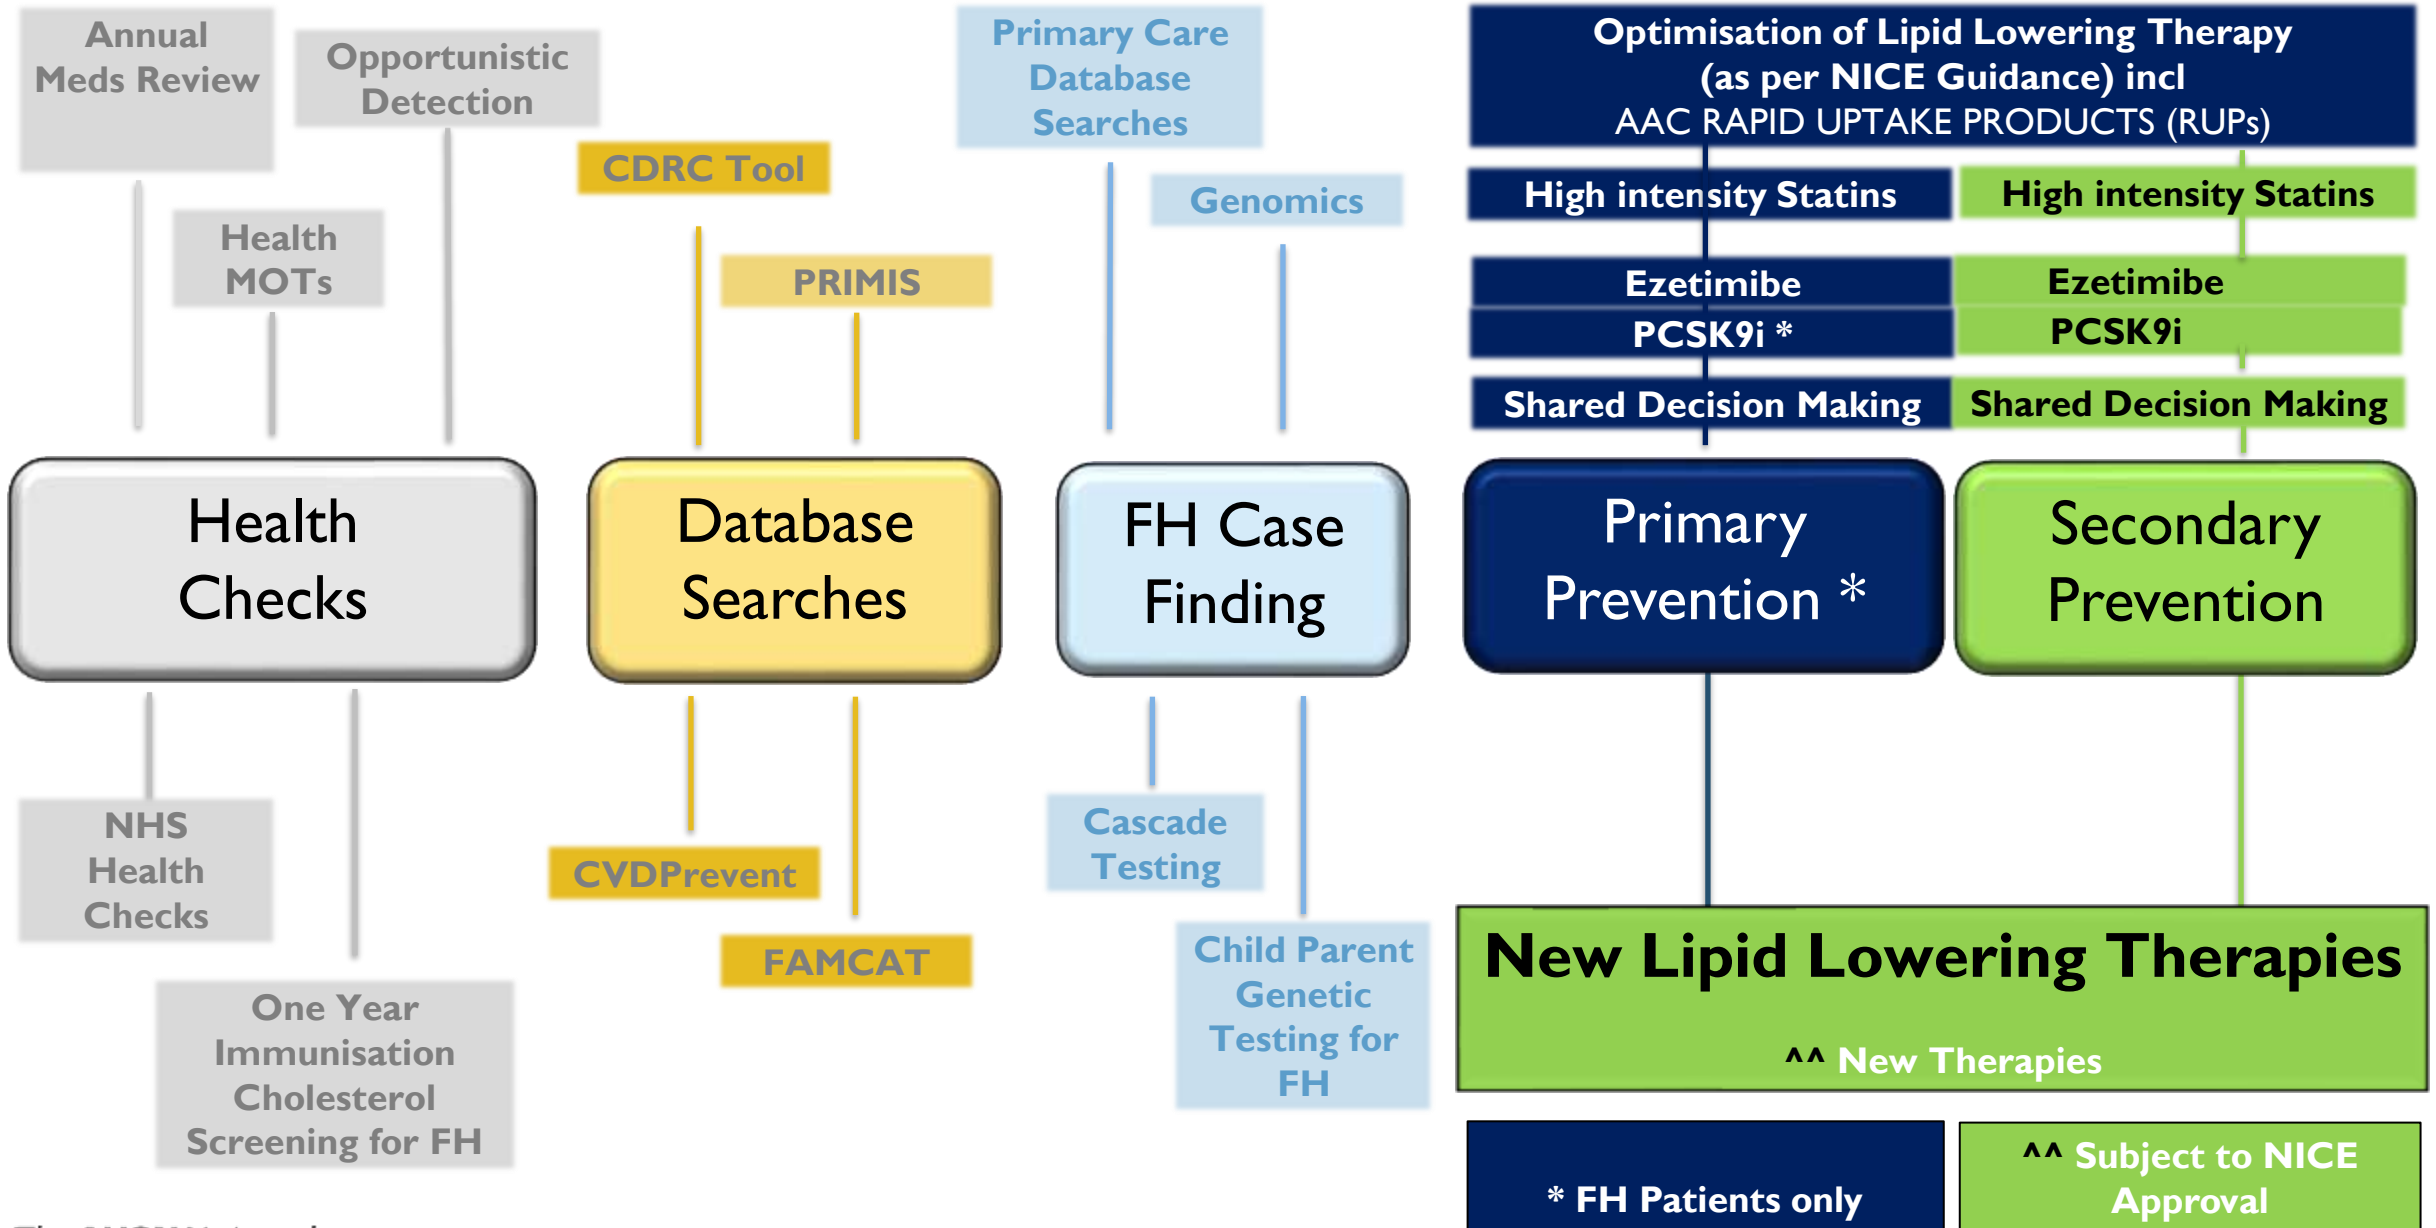 Annual
Meds Review
Opportunistic
Detection
Health
MOTs
CDRC Tool
PRIMIS
Primary Care
Database
Searches
Genomics
Optimisation of Lipid Lowering Therapy
(as per NICE Guidance) incl
AAC RAPID UPTAKE PRODUCTS (RUPs)
High intensity Statins
High intensity Statins
Ezetimibe
Ezetimibe
PCSK9i *
PCSK9i
Shared Decision Making
Shared Decision Making
Health
Checks
Database
Searches
FH Case
Finding
Primary
Prevention *
Secondary
Prevention
NHS
Health
Checks
One Year
Immunisation
Cholesterol
Screening for FH
CVDPrevent
FAMCAT
Cascade
Testing
Child Parent
Genetic
Testing for
FH
New Lipid Lowering Therapies
^^ New Therapies
* FH Patients only
^^ Subject to NICE
Approval